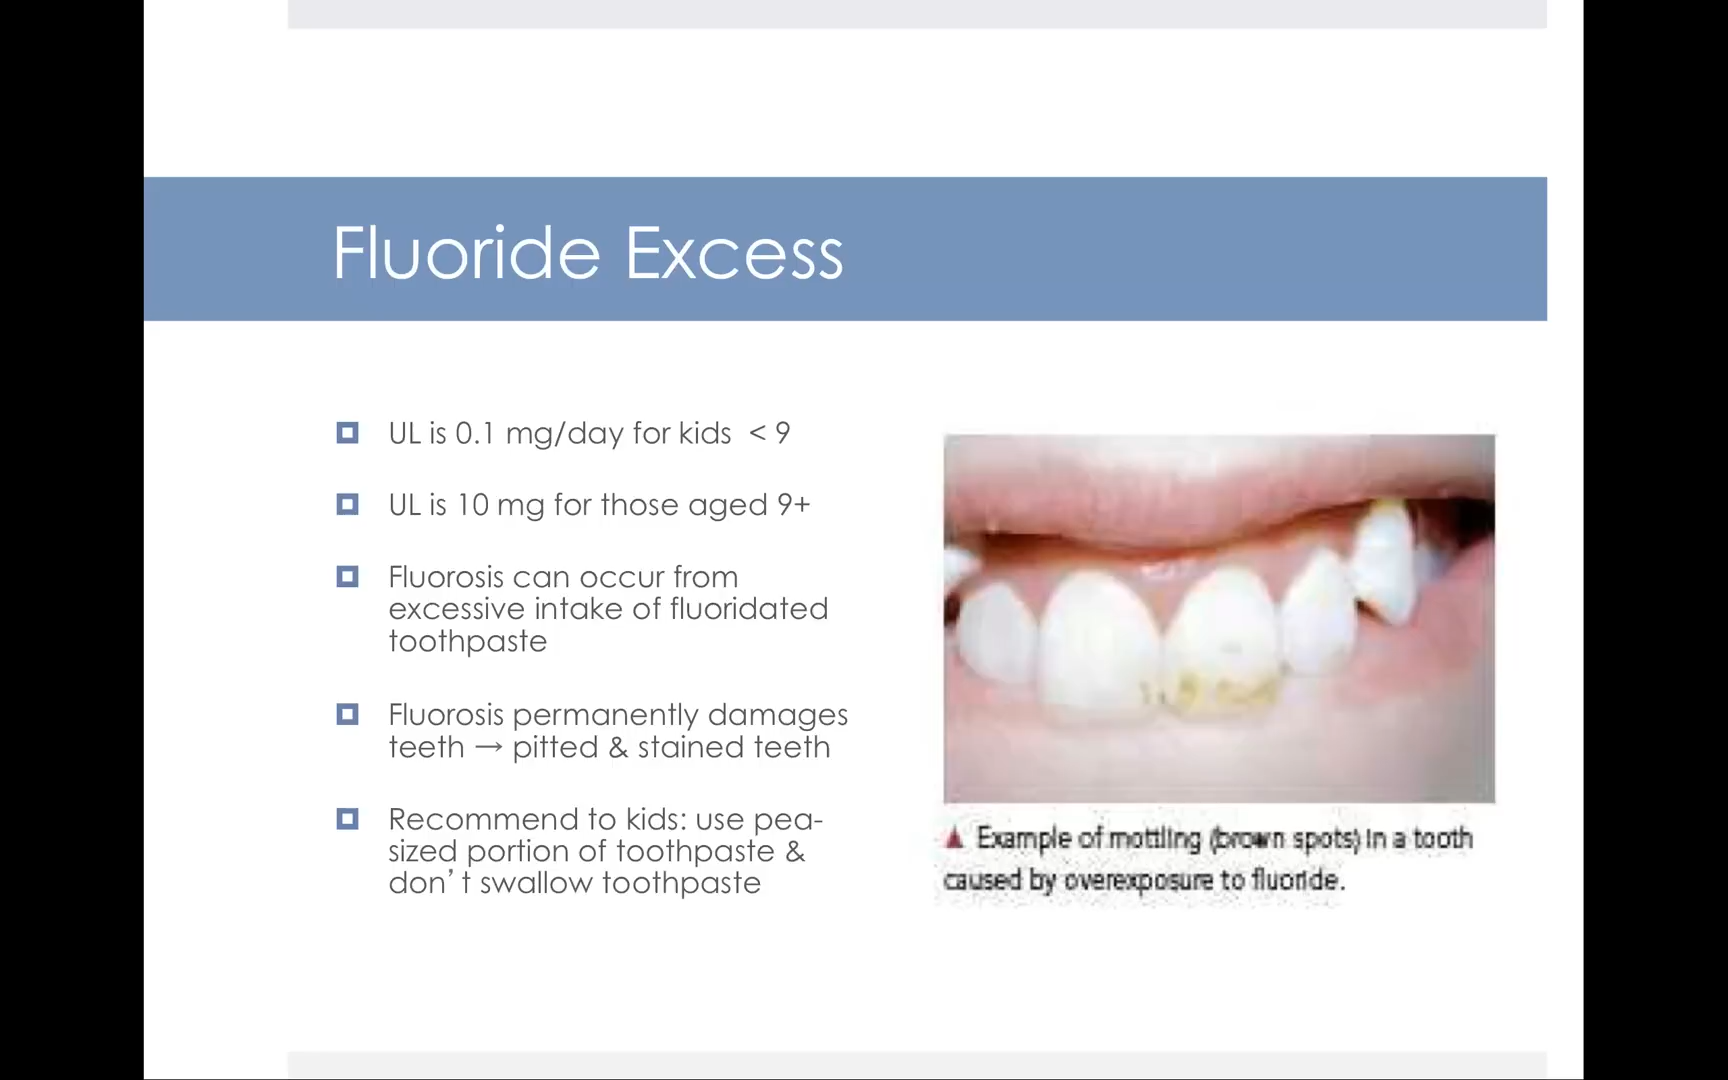 Fluoride Excess
UL is 0.1 mg/day for kids < 9
UL is 10 mg for those aged 9+
Fluorosis can occur from
excessive intake of fluoridated
toothpaste
Fluorosis permanently damages
teeth → pitted & stained teeth
Recommend to kids: use pea-
sized portion of toothpaste &
don’t swallow toothpaste
▲ Example of mottling (brown spots) in a tooth
caused by overexposure to fluoride.